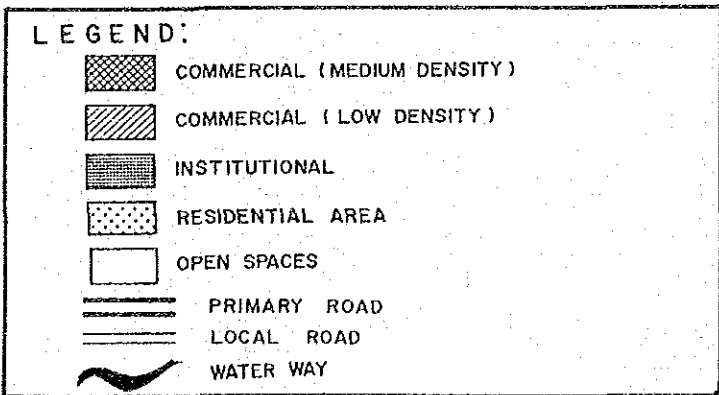 LEGEND:
COMMERCIAL (MEDIUM DENSITY)
COMMERCIAL (LOW DENSITY)
INSTITUTIONAL
RESIDENTIAL AREA
OPEN SPACES
PRIMARY ROAD
LOCAL ROAD
WATER WAY